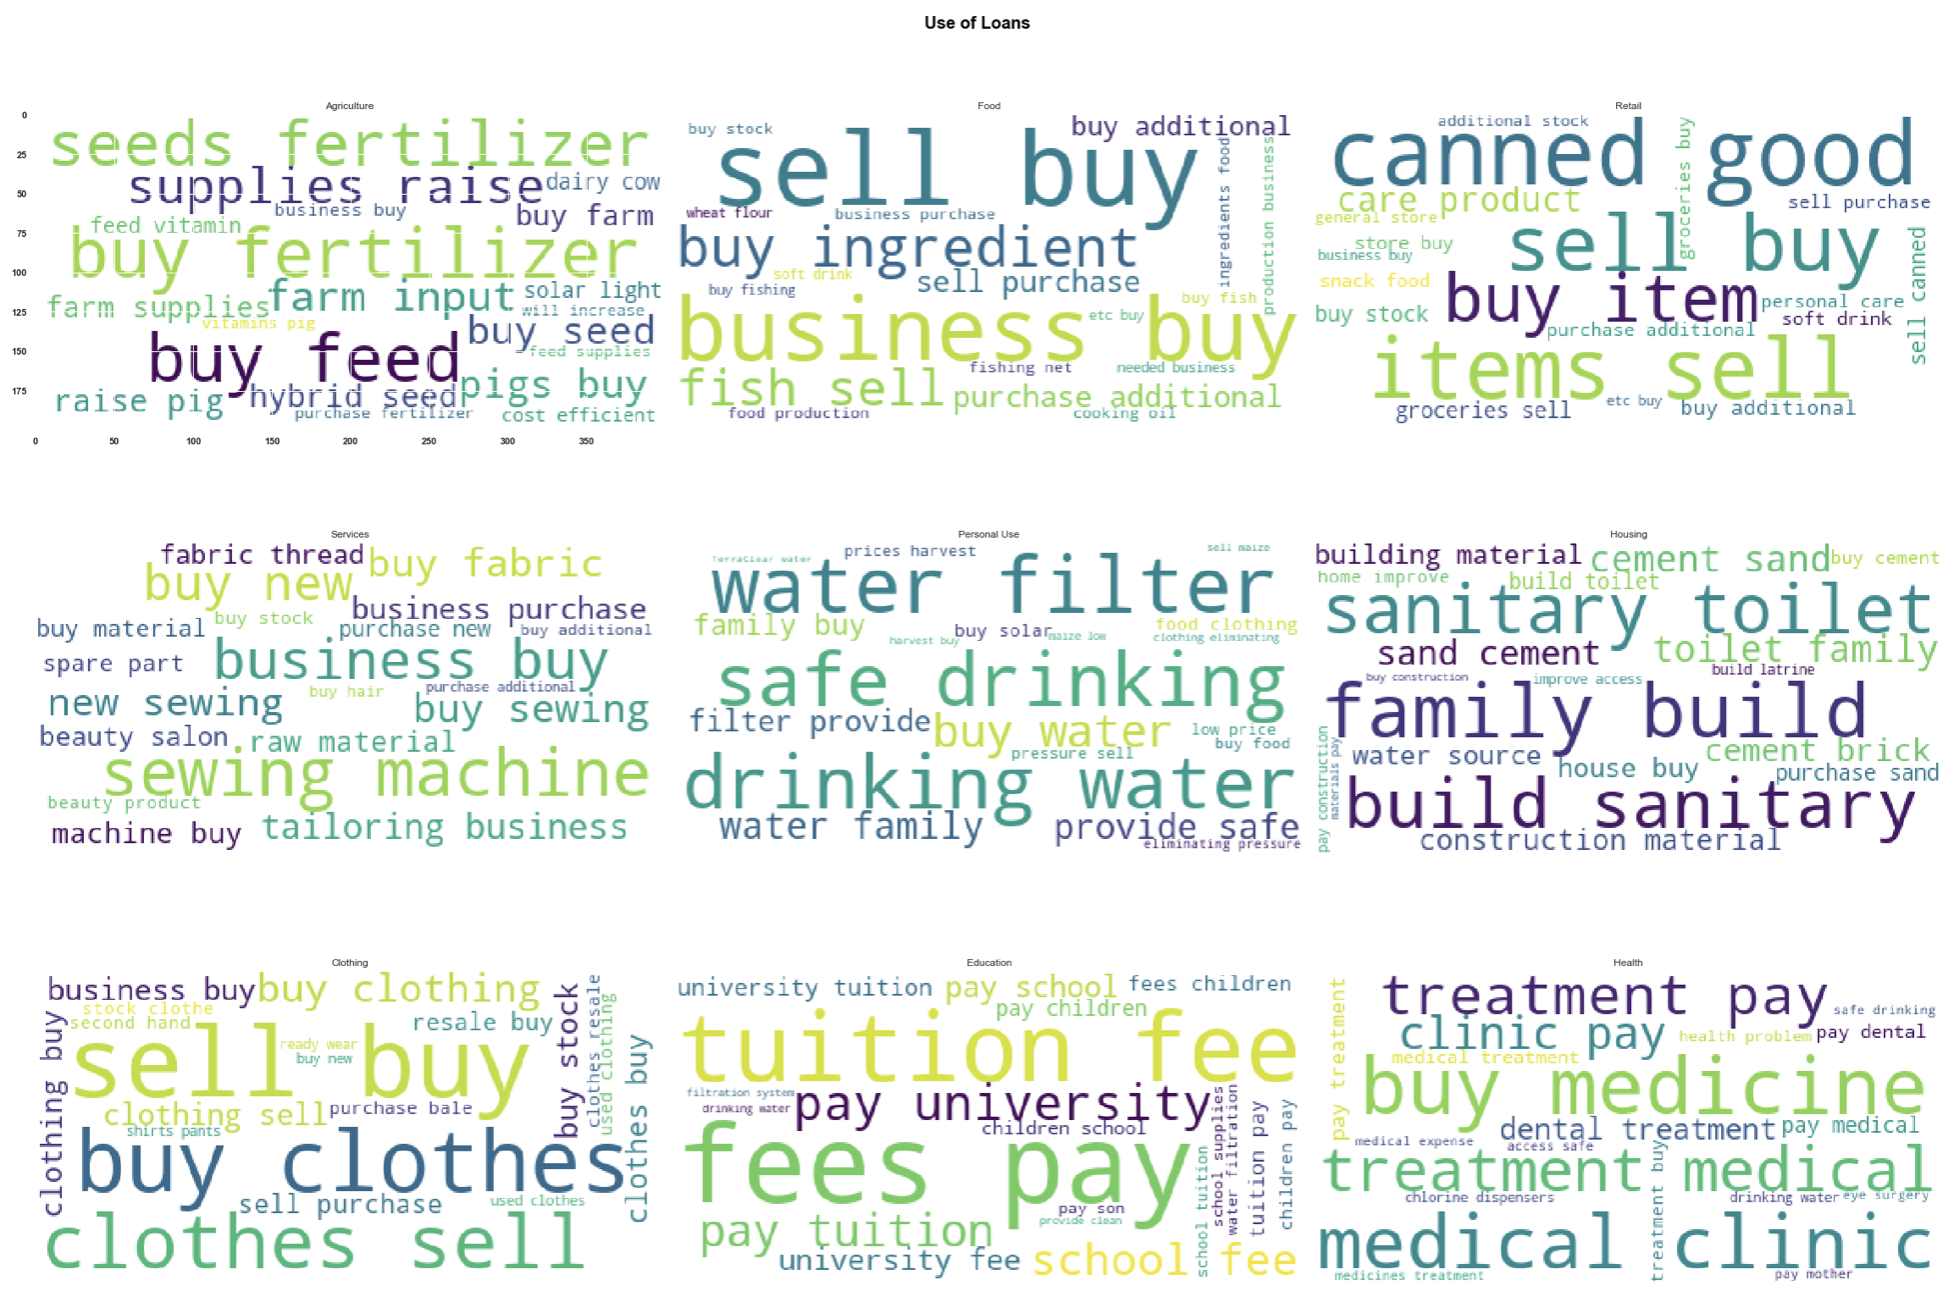 Use of Loans
Agriculture
0
25
50
75
100
125
150
175
0
50
100
150
200
250
300
350
seeds fertilizer
supplies raise
dairy cow
business buy
buy farm
feed vitamin
buy fertilizer
farm input
solar light
farm supplies
will increase
vitamins pig
buy seed
buy feed
feed supplies
pigs buy
hybrid seed
raise pig
purchase fertilizer
cost efficient
Food
buy stock
buy additional
sell buy
ingredients food
production business
wheat flour
business purchase
buy ingredient
soft drink
sell purchase
buy fishing
buy fish
business buy
etc buy
fishing net
needed business
fish sell
purchase additional
food production
cooking oil
Retail
additional stock
canned good
groceries buy
care product
sell purchase
general store
store buy
sell buy
business buy
sell canned
snack food
buy item
personal care
buy stock
soft drink
purchase additional
items sell
groceries sell
etc buy
buy additional
Services
fabric thread
buy fabric
buy new
business purchase
buy stock
buy material
purchase new
buy additional
spare part
business buy
buy hair
purchase additional
new sewing
buy sewing
beauty salon
raw material
sewing machine
beauty product
machine buy
tailoring business
Personal Use
TerraClear water
prices harvest
sell maize
water filter
family buy
buy solar
food clothing
harvest buy
maize low
clothing eliminating
safe drinking
filter provide
buy water
low price
buy food
pressure sell
drinking water
water family
provide safe
eliminating pressure
Housing
building material
cement sand
buy cement
home improve
build toilet
sanitary toilet
sand cement
toilet family
build latrine
buy construction
improve access
family build
pay construction
materials pay
water source
cement brick
house buy
purchase sand
build sanitary
construction material
Clothing
business buy
buy clothing
stock clothe
second hand
resale buy
buy stock
clothes resale
used clothing
clothing buy
sell buy
ready wear
buy new
clothes buy
clothing sell
purchase bale
shirts pants
buy clothes
sell purchase
used clothes
clothes sell
Education
university tuition
pay school
fees children
pay children
tuition fee
filtration system
drinking water
pay university
children school
school supplies
water filtration
tuition pay
children pay
fees pay
school tuition
pay son
provide clean
pay tuition
university fee
school fee
Health
treatment pay
pay treatment
safe drinking
clinic pay
health problem
pay dental
medical treatment
buy medicine
dental treatment
pay medical
medical expense
access safe
treatment medical
treatment buy
chlorine dispensers
drinking water
eye surgery
medical clinic
medicines treatment
pay mother